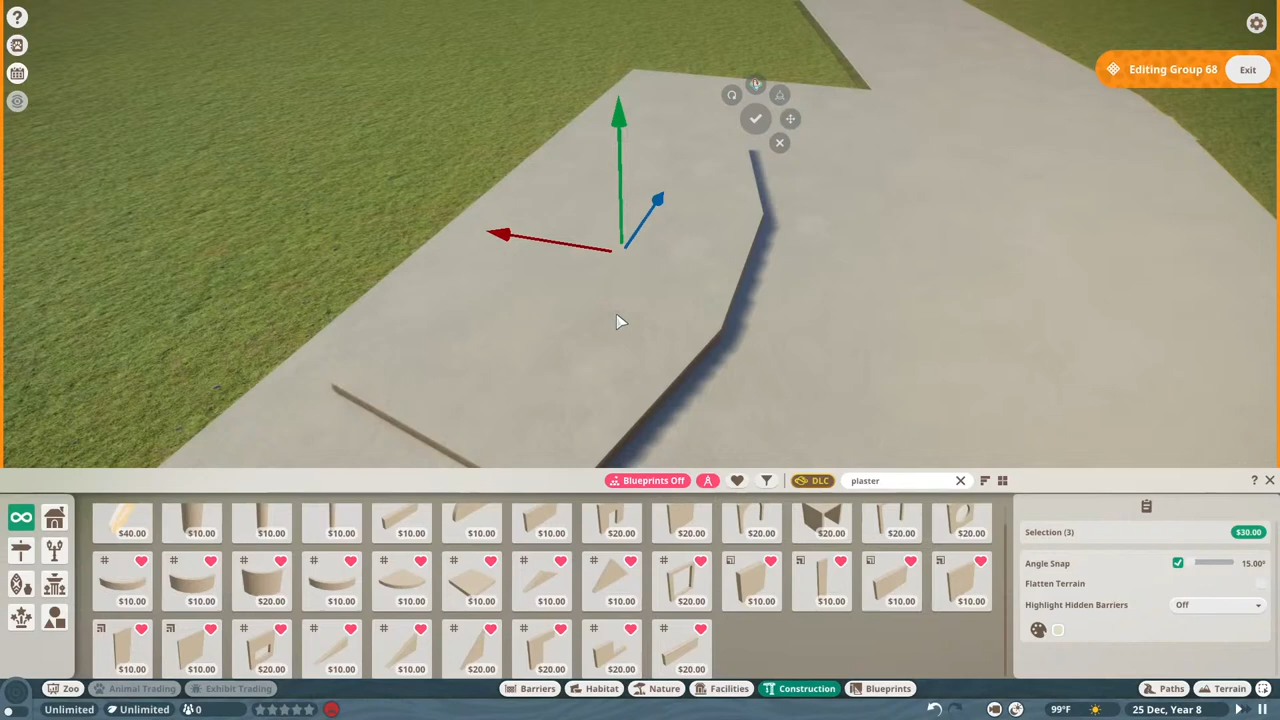 ?
Editing Group 68
Exit
Blueprints Off
DLC
plaster
?
$40.00
$10.00
$10.00
$10.00
$10.00
$10.00
$10.00
$20.00
$20.00
$20.00
$20.00
$20.00
$20.00
$10.00
$10.00
$20.00
$10.00
$10.00
$10.00
$10.00
$10.00
$20.00
$10.00
$10.00
$10.00
$10.00
$10.00
$10.00
$20.00
$10.00
$10.00
$20.00
$10.00
$20.00
$20.00
Selection (3)
$30.00
Angle Snap
15.00°
Flatten Terrain
Highlight Hidden Barriers
Off
Zoo
Animal Trading
Exhibit Trading
Barriers
Habitat
Nature
Facilities
Construction
Blueprints
Paths
Terrain
Unlimited
Unlimited
0
99°F
25 Dec, Year 8